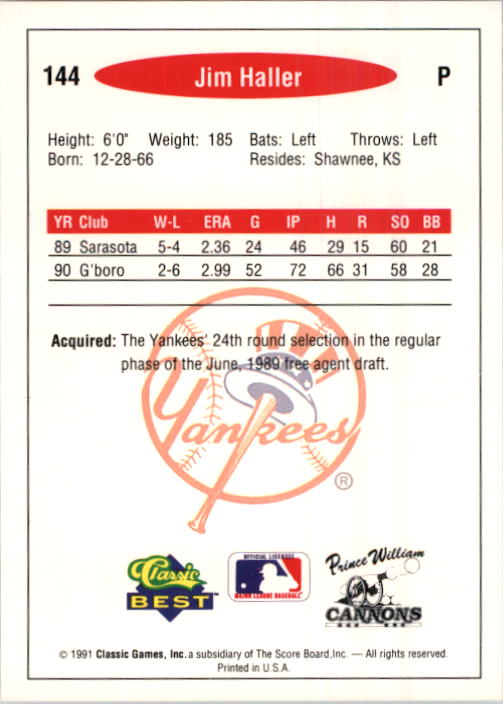 144 Jim Haller P
Height: 6'0" Weight: 185 Bats: Left Throws: Left
Born: 12-28-66 Resides: Shawnee, KS
YR Club W-L ERA G IP H R SO BB
89 Sarasota 5-4 2.36 24 46 29 15 60 21
90 G'boro 2-6 2.99 52 72 66 31 58 28
Acquired: The Yankees' 24th round selection in the regular
phase of the June, 1989 free agent draft.
Yankees
®
Classic
BEST
OFFICIAL LICENSEE
MAJOR LEAGUE BASEBALL
Prince William
CANNONS
© 1991 Classic Games, Inc. a subsidiary of The Score Board, Inc. — All rights reserved.
Printed in U.S.A.